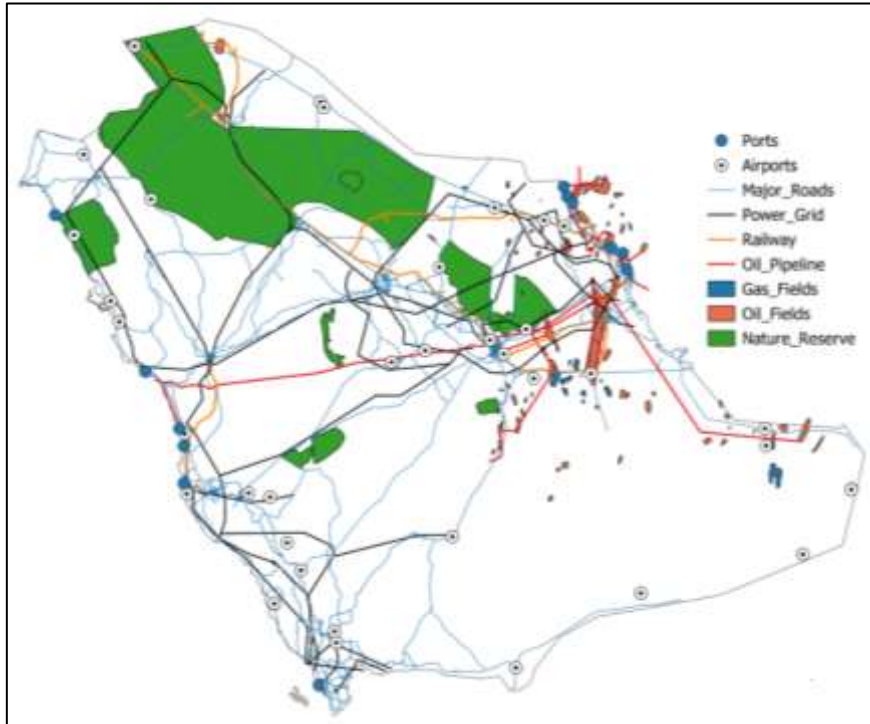 Ports
Airports
Major_Roads
Power_Grid
Railway
Oil_Pipeline
Gas_Fields
Oil_Fields
Nature_Reserve